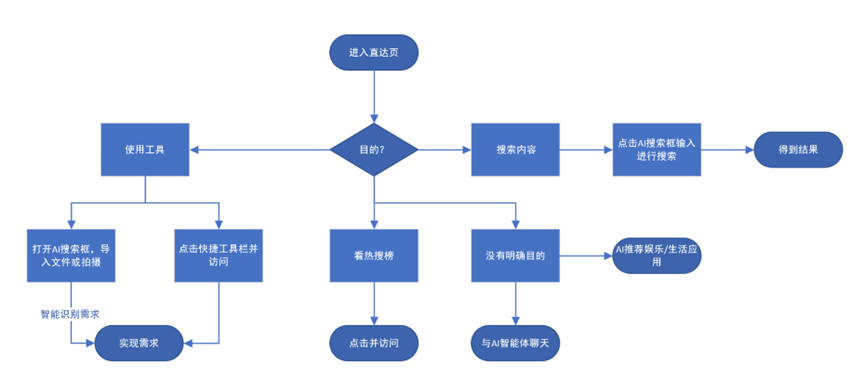 进入直达页
使用工具
目的?
搜索内容
点击AI搜索框输入
进行搜索
得到结果
打开AI搜索框，导
入文件或拍摄
点击快捷工具栏并
访问
看热搜榜
没有明确目的
AI推荐娱乐/生活应
用
智能识别需求
实现需求
点击并访问
与AI智能体聊天